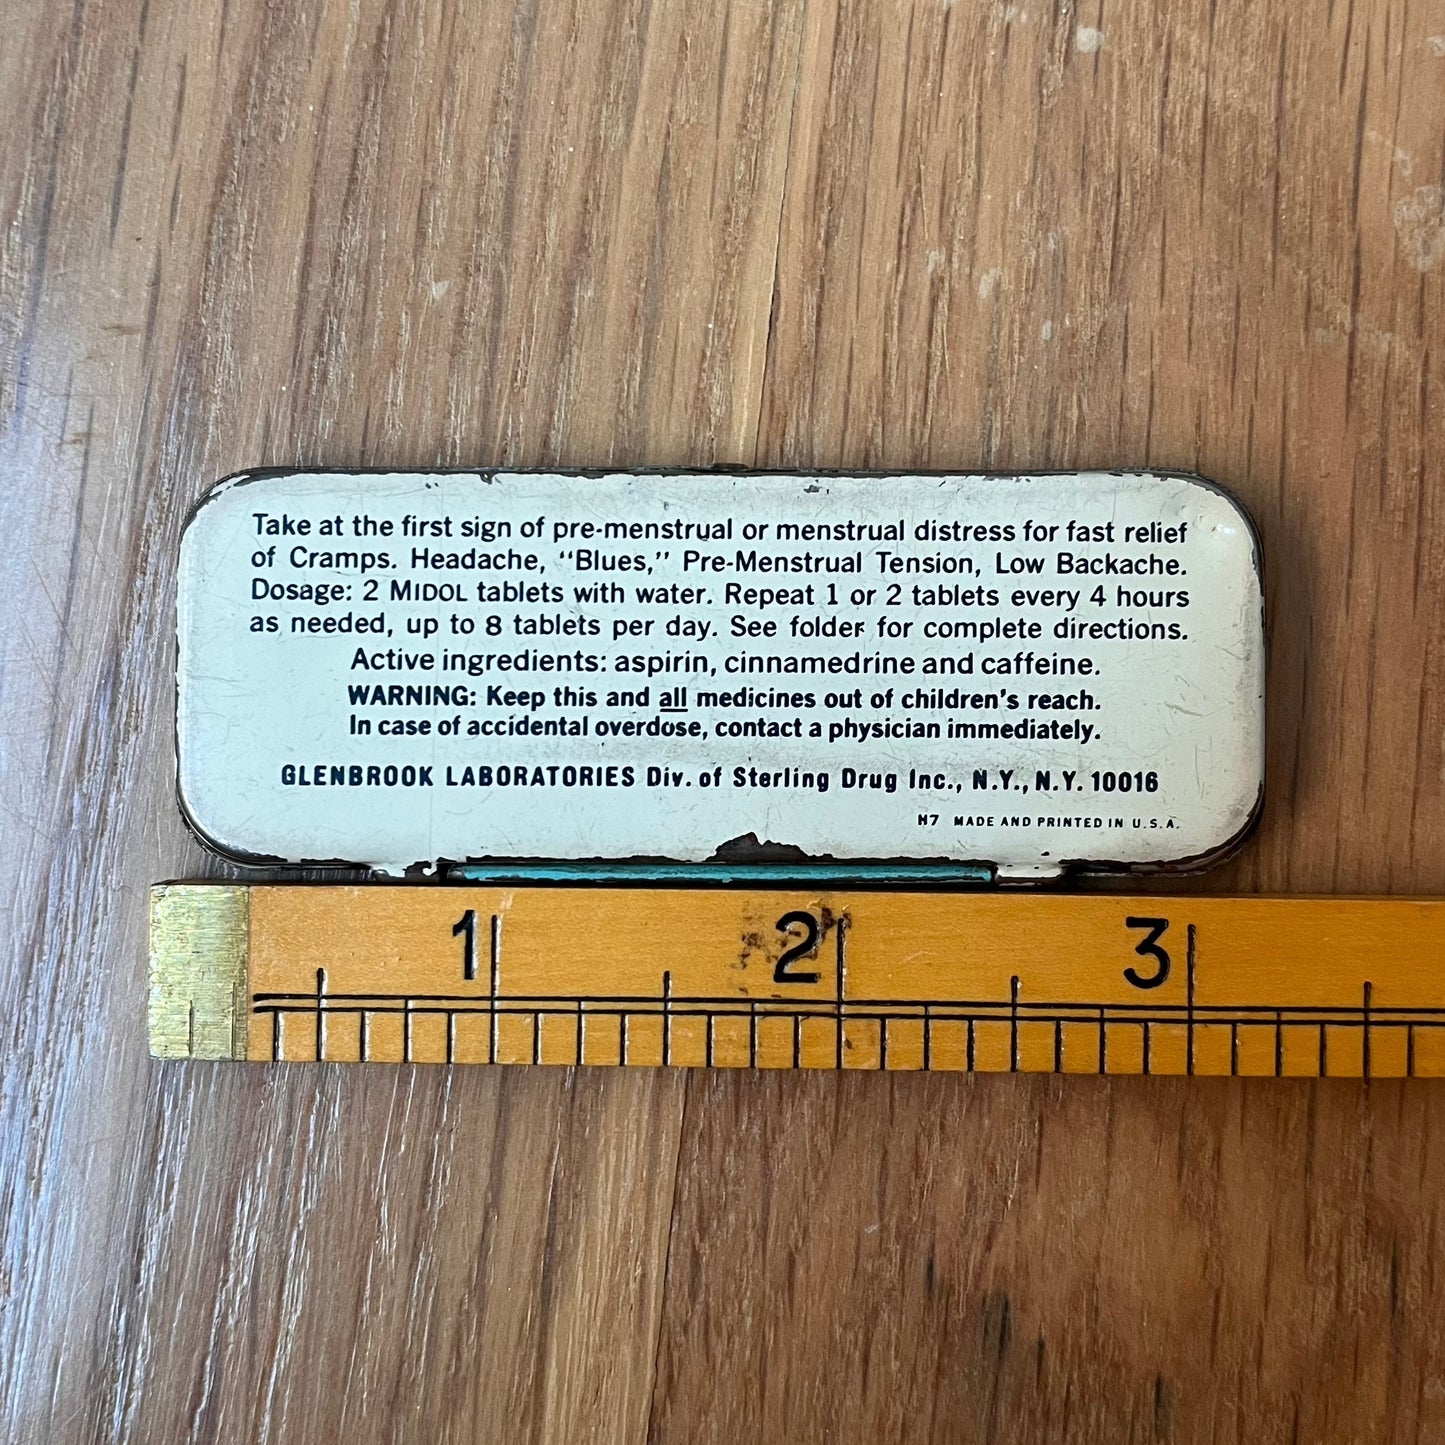 Take at the first sign of pre-menstrual or menstrual distress for fast relief
of Cramps. Headache, "Blues," Pre-Menstrual Tension, Low Backache.
Dosage: 2 MIDOL tablets with water. Repeat 1 or 2 tablets every 4 hours
as needed, up to 8 tablets per day. See folder for complete directions.
Active ingredients: aspirin, cinnamedrine and caffeine.
WARNING: Keep this and all medicines out of children's reach.
In case of accidental overdose, contact a physician immediately.
GLENBROOK LABORATORIES Div. of Sterling Drug Inc., N.Y., N.Y. 10016
H7 MADE AND PRINTED IN U.S.A.
1 2 3